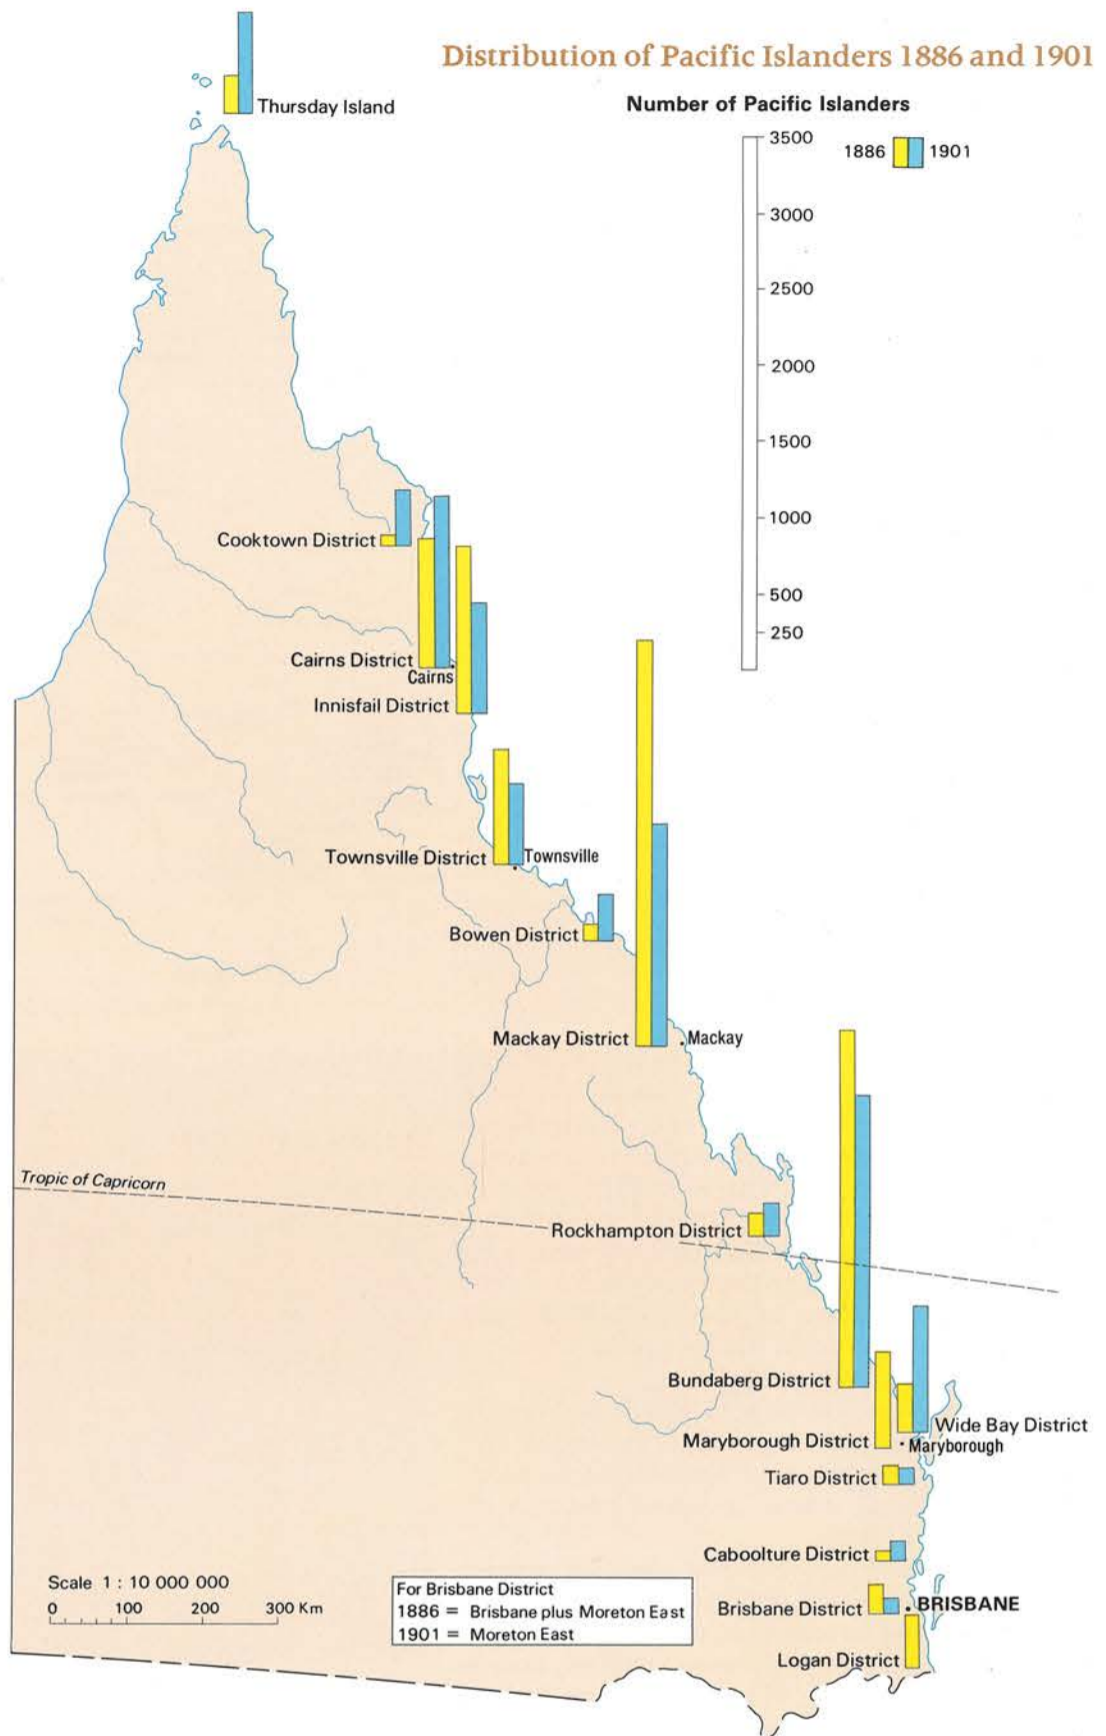 Distribution of Pacific Islanders 1886 and 1901
Number of Pacific Islanders
3500
1886 1901
3000
2500
2000
1500
1000
500
250
Thursday Island
Cooktown District
Cairns District
Cairns
Innisfail District
Townsville District
Townsville
Bowen District
Mackay District
Mackay
Tropic of Capricorn
Rockhampton District
Bundaberg District
Wide Bay District
Maryborough District
Maryborough
Tiaro District
Caboolture District
Brisbane District
BRISBANE
Logan District
Scale 1 : 10 000 000
0 100 200 300 Km
For Brisbane District
1886 = Brisbane plus Moreton East
1901 = Moreton East